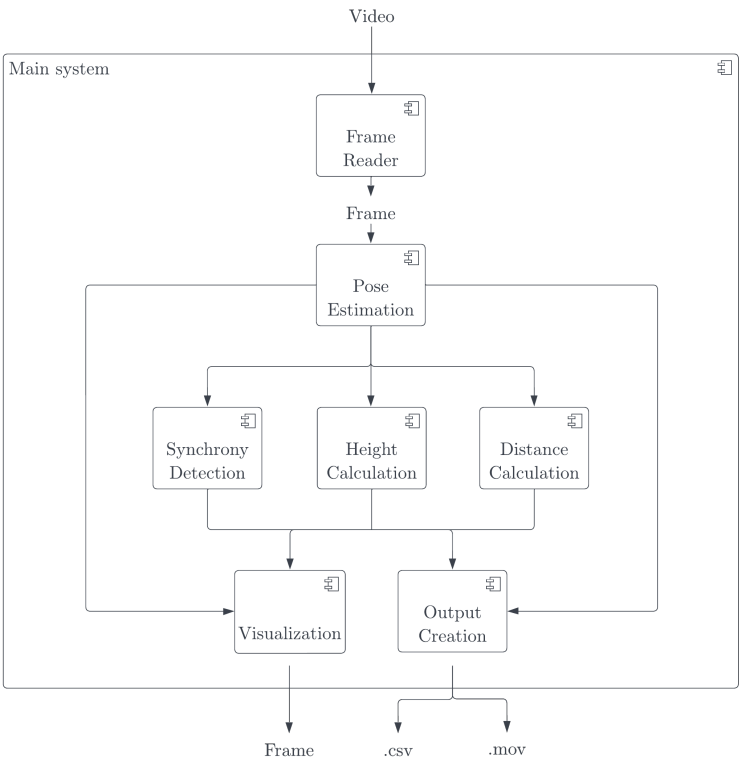 Video
Main system
Frame
Reader
Frame
Pose
Estimation
Synchrony
Detection
Height
Calculation
Distance
Calculation
Visualization
Output
Creation
Frame
.csv
.mov